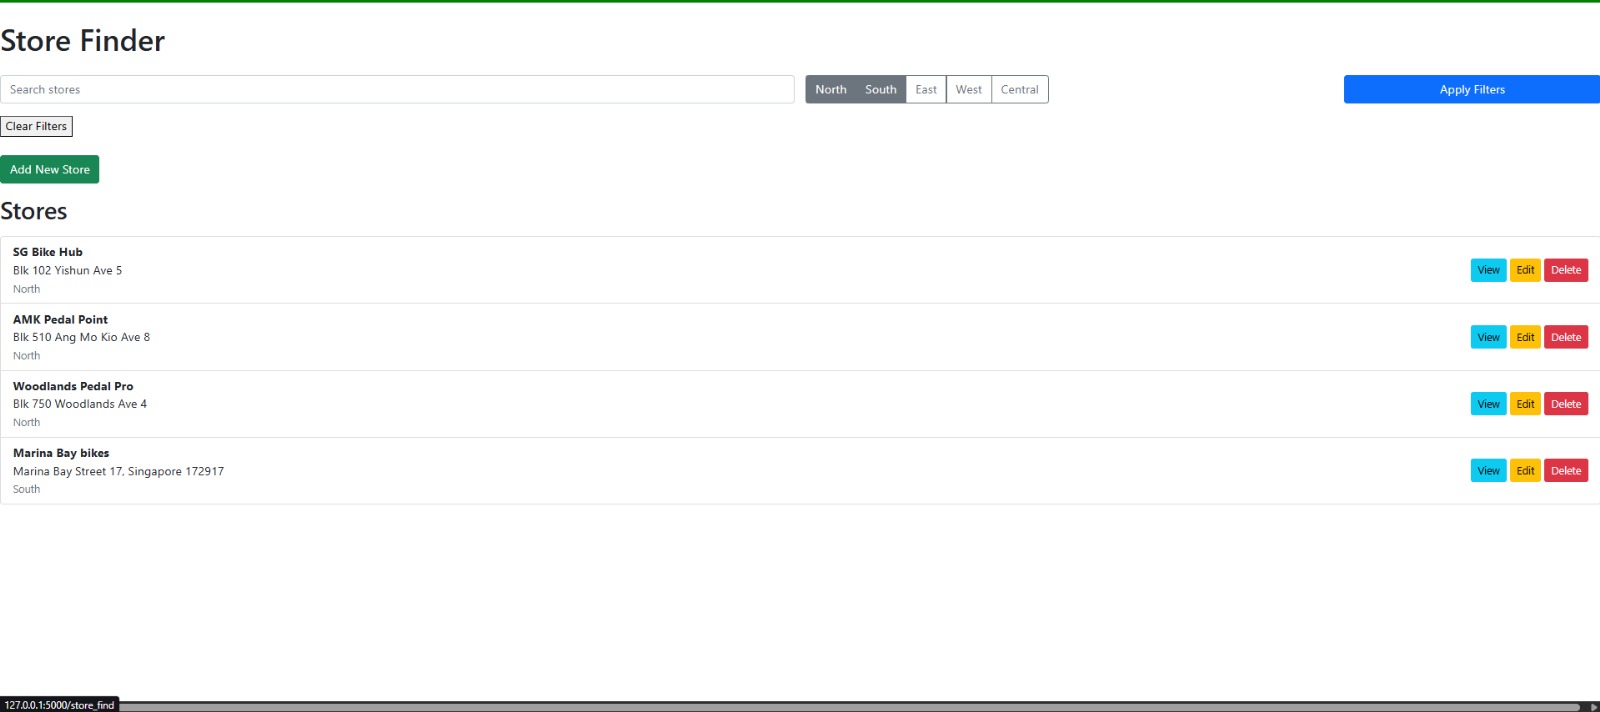 Store Finder
Search stores
North South East West Central
Apply Filters
Clear Filters
Add New Store
Stores
SG Bike Hub
Blk 102 Yishun Ave 5
North
View Edit Delete
AMK Pedal Point
Blk 510 Ang Mo Kio Ave 8
North
View Edit Delete
Woodlands Pedal Pro
Blk 750 Woodlands Ave 4
North
View Edit Delete
Marina Bay bikes
Marina Bay Street 17, Singapore 172917
South
View Edit Delete
127.0.0.1:5000/store_find